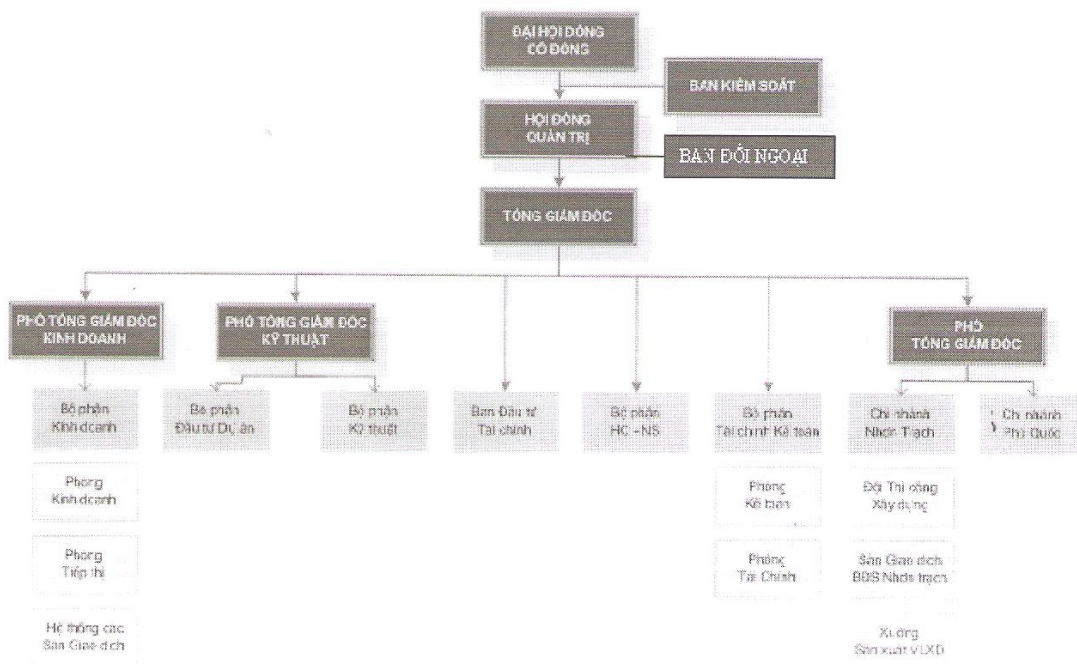 ĐẠI HỘI ĐỒNG
CỔ ĐÔNG
BAN KIỂM SOÁT
HỘI ĐỒNG
QUẢN TRỊ
BAN ĐỐI NGOẠI
TỔNG GIÁM ĐỐC
PHÓ TỔNG GIÁM ĐỐC
KINH DOANH
PHÓ TỔNG GIÁM ĐỐC
KỸ THUẬT
PHÓ
TỔNG GIÁM ĐỐC
Bộ phận
Kinh doanh
Bộ phận
Đầu tư Dự án
Bộ phận
Kỹ thuật
Ban Đầu tư
Tài chính
Bộ phận
HC - NS
Bộ phận
Tài chính Kế toán
Chi nhánh
Nhơn Trạch
Chi nhánh
Phú Quốc
Phòng
Kinh doanh
Phòng
Kế toán
Đội Thi công
Xây dựng
Phòng
Tiếp thị
Phòng
Tài Chính
Sàn Giao dịch
BĐS Nhơn trạch
Hệ thống các
Sàn Giao dịch
Xưởng
Sản xuất VLXD